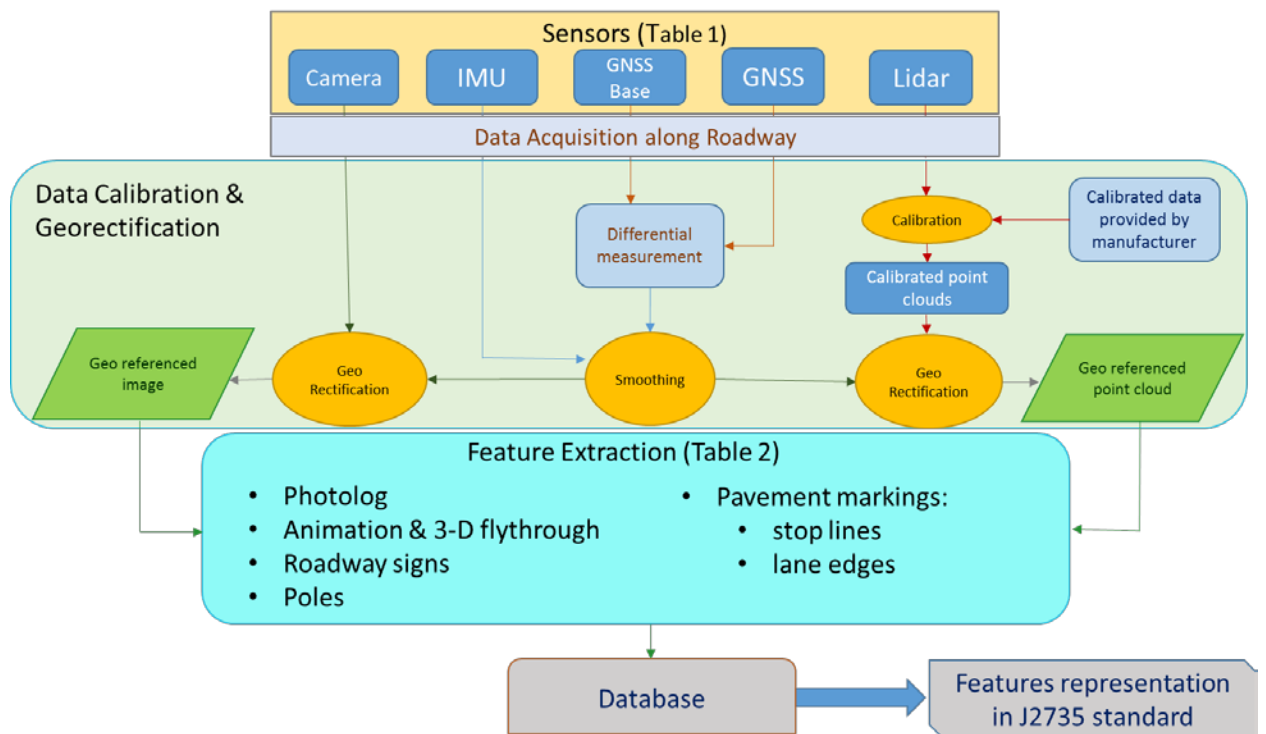 Sensors (Table 1)
Camera
IMU
GNSS
Base
GNSS
Lidar
Data Acquisition along Roadway
Data Calibration &
Georectification
Calibration
Calibrated data
provided by
manufacturer
Differential
measurement
Calibrated point
clouds
Geo referenced
image
Geo
Rectification
Smoothing
Geo
Rectification
Geo referenced
point cloud
Feature Extraction (Table 2)
• Photolog
• Animation & 3-D flythrough
• Roadway signs
• Poles
• Pavement markings:
• stop lines
• lane edges
Database
Features representation
in J2735 standard